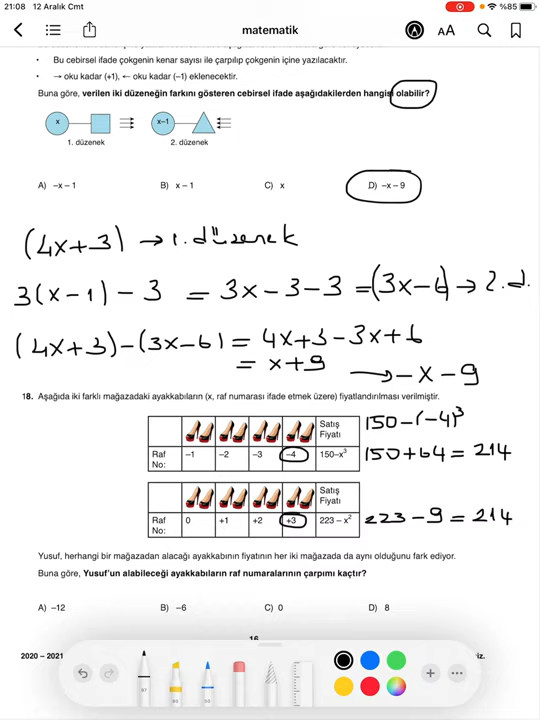 21:08 12 Aralık Cmt %85
matematik
AA
• Bu cebirsel ifade çokgenin kenar sayısı ile çarpılıp çokgenin içine yazılacaktır.
• → oku kadar (+1), ← oku kadar (–1) eklenecektir.
Buna göre, verilen iki düzeneğin farkını gösteren cebirsel ifade aşağıdakilerden hangisi olabilir?
x x–1
1. düzenek 2. düzenek
A) –x – 1 B) x – 1 C) x D) –x – 9
(4x+3) → 1. düzenek
3(x-1) - 3 = 3x - 3 - 3 = (3x - 6) → 2. d.
(4x+3) - (3x-6) = 4x+3 - 3x+6
= x+9 → -x - 9
18. Aşağıda iki farklı mağazadaki ayakkabıların (x, raf numarası ifade etmek üzere) fiyatlandırılması verilmiştir.
Satış Fiyatı
Raf No: –1 –2 –3 –4 150–x³
150-(-4)³
150+64 = 214
Satış Fiyatı
Raf No: 0 +1 +2 +3 223 – x²
223 - 9 = 214
Yusuf, herhangi bir mağazadan alacağı ayakkabının fiyatının her iki mağazada da aynı olduğunu fark ediyor.
Buna göre, Yusuf'un alabileceği ayakkabıların raf numaralarının çarpımı kaçtır?
A) –12 B) –6 C) 0 D) 8
16
2020 – 2021
iz.